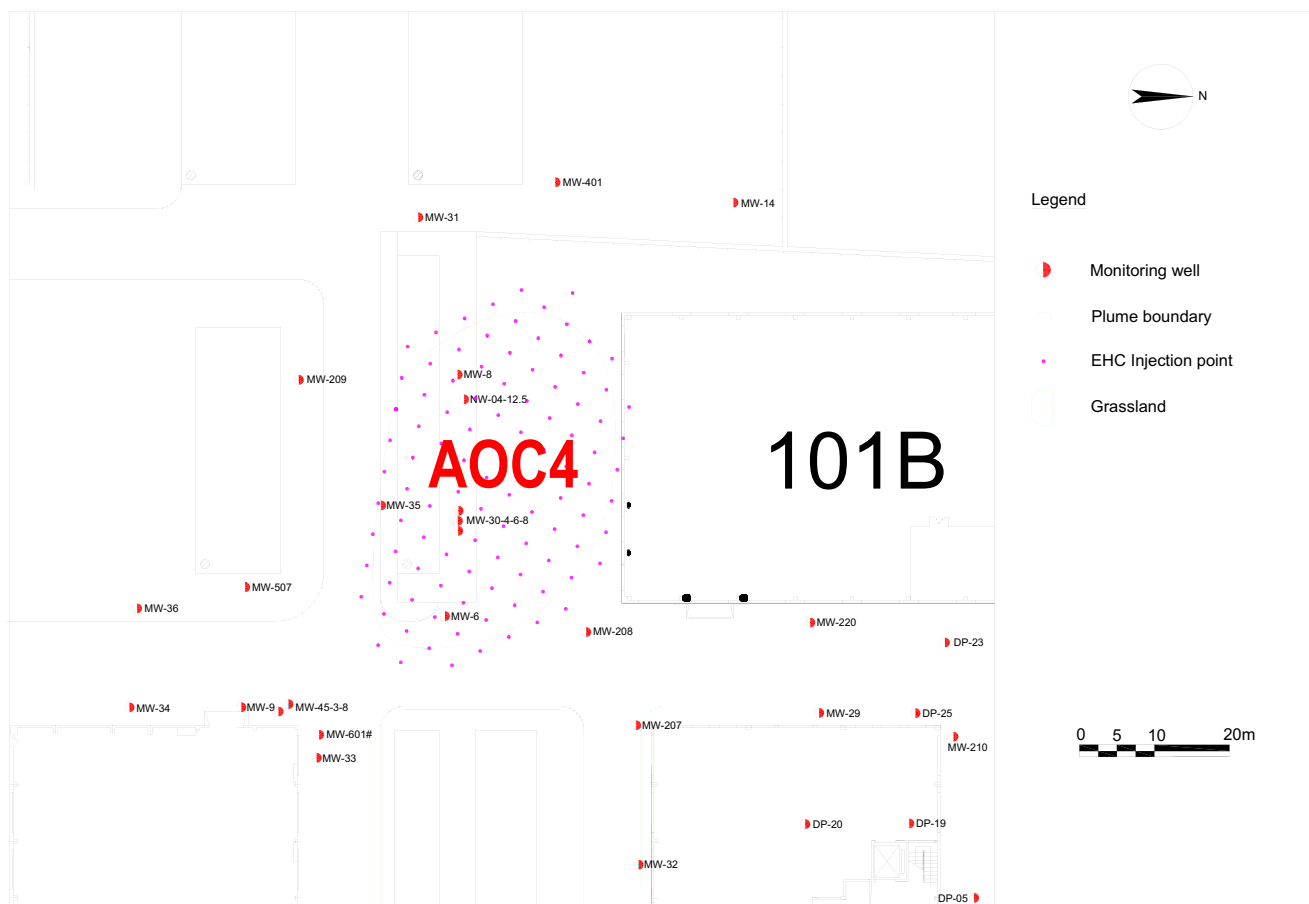 N
MW-401
MW-14
MW-31
Legend
Monitoring well
Plume boundary
EHC Injection point
Grassland
MW-8
MW-209
NW-04-12.5
AOC4
101B
MW-35
MW-30-4-6-8
MW-507
MW-36
MW-6
MW-208
MW-220
DP-23
MW-34
MW-9
MW-45-3-8
MW-29
DP-25
MW-207
MW-601#
MW-210
0 5 10 20m
MW-33
DP-20
DP-19
MW-32
DP-05